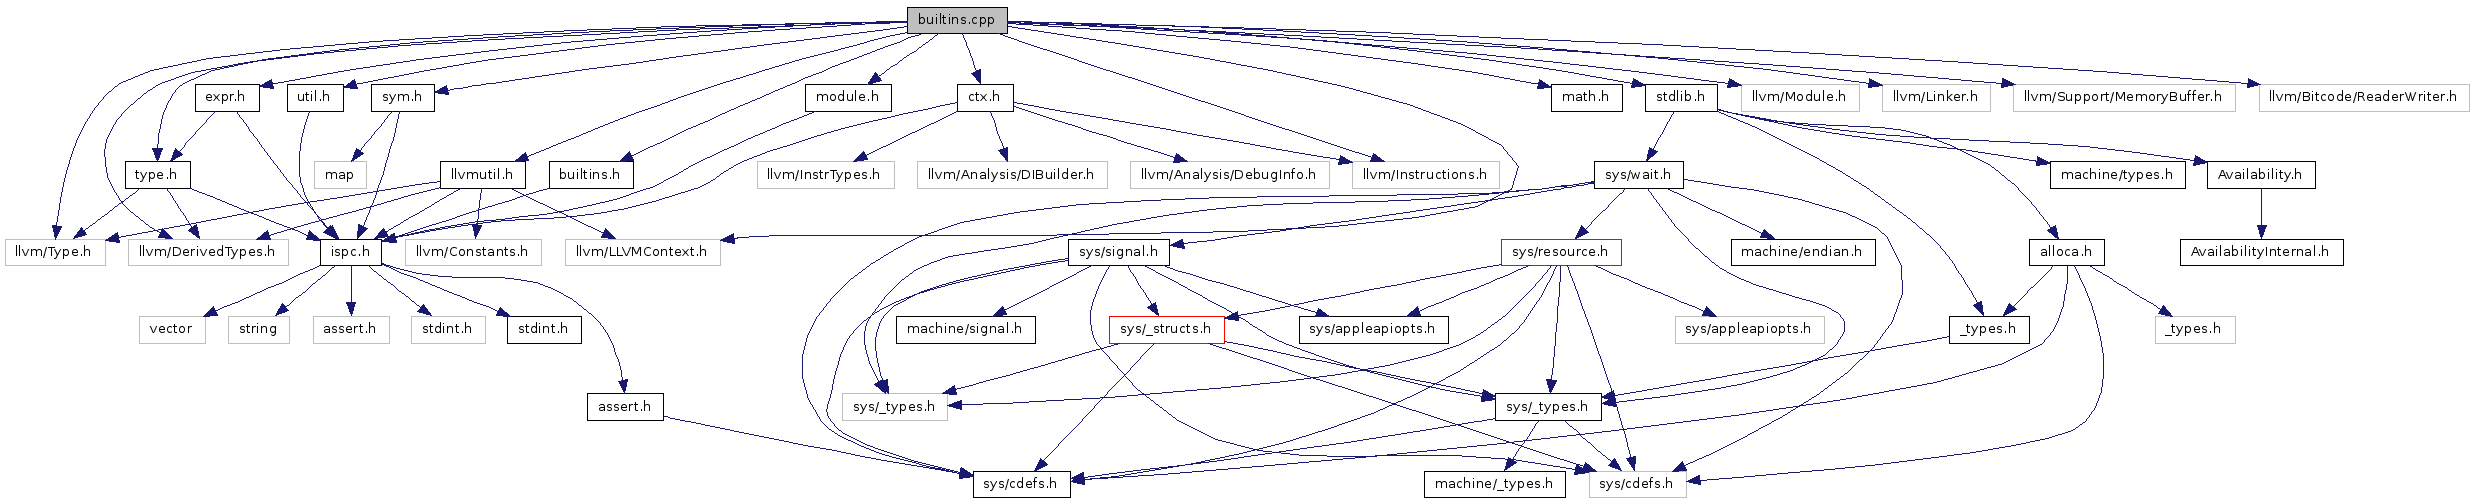 builtins.cpp
expr.h
util.h
sym.h
module.h
ctx.h
math.h
stdlib.h
llvm/Module.h
llvm/Linker.h
llvm/Support/MemoryBuffer.h
llvm/Bitcode/ReaderWriter.h
type.h
map
llvmutil.h
builtins.h
llvm/InstrTypes.h
llvm/Analysis/DIBuilder.h
llvm/Analysis/DebugInfo.h
llvm/Instructions.h
sys/wait.h
machine/types.h
Availability.h
llvm/Type.h
llvm/DerivedTypes.h
ispc.h
llvm/Constants.h
llvm/LLVMContext.h
sys/signal.h
sys/resource.h
machine/endian.h
alloca.h
AvailabilityInternal.h
vector
string
assert.h
stdint.h
stdint.h
machine/signal.h
sys/_structs.h
sys/appleapiopts.h
sys/appleapiopts.h
_types.h
_types.h
assert.h
sys/_types.h
sys/_types.h
sys/cdefs.h
machine/_types.h
sys/cdefs.h